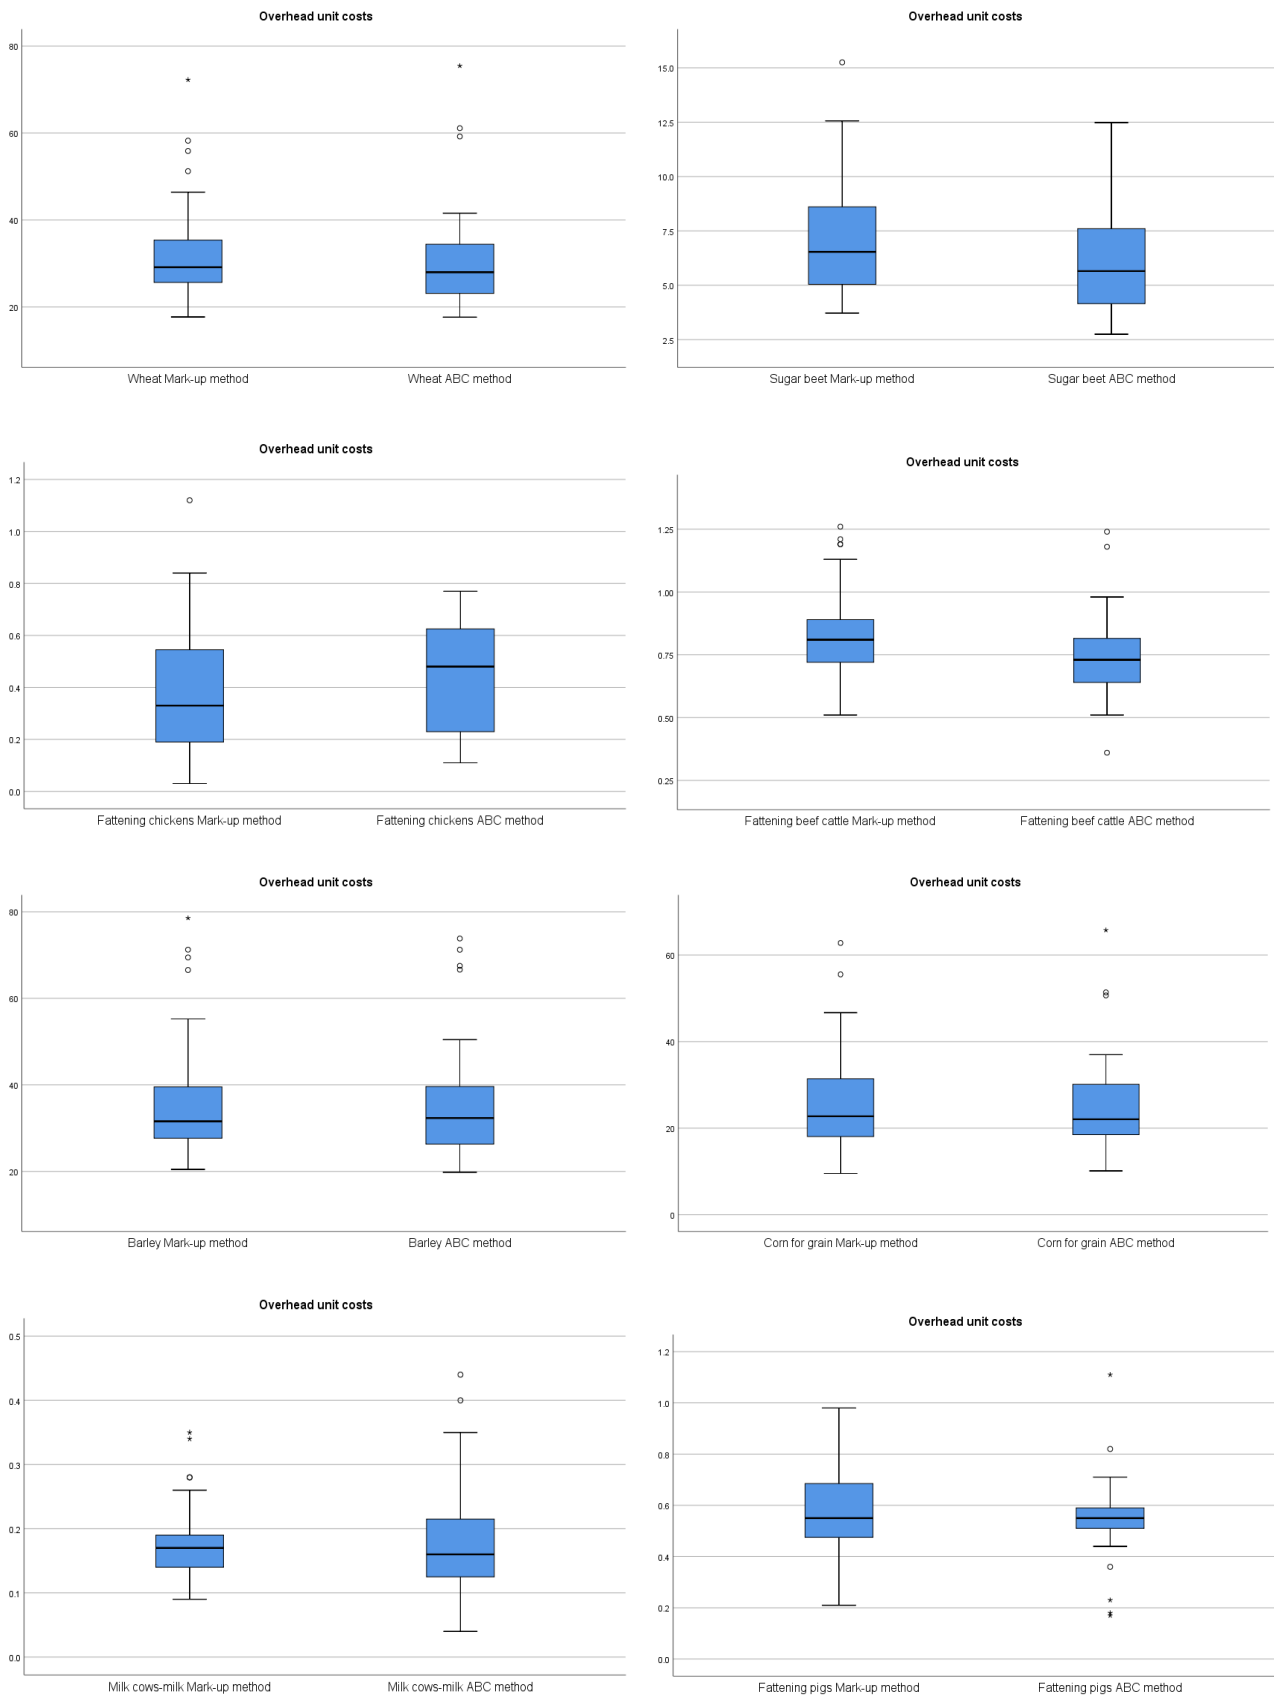 Overhead unit costs
80
60
40
20
Wheat Mark-up method
Wheat ABC method
Overhead unit costs
15.0
12.5
10.0
7.5
5.0
2.5
Sugar beet Mark-up method
Sugar beet ABC method
Overhead unit costs
1.2
1.0
0.8
0.6
0.4
0.2
0.0
Fattening chickens Mark-up method
Fattening chickens ABC method
Overhead unit costs
1.25
1.00
0.75
0.50
0.25
Fattening beef cattle Mark-up method
Fattening beef cattle ABC method
Overhead unit costs
80
60
40
20
Barley Mark-up method
Barley ABC method
Overhead unit costs
60
40
20
0
Corn for grain Mark-up method
Corn for grain ABC method
Overhead unit costs
0.5
0.4
0.3
0.2
0.1
0.0
Milk cows-milk Mark-up method
Milk cows-milk ABC method
Overhead unit costs
1.2
1.0
0.8
0.6
0.4
0.2
0.0
Fattening pigs Mark-up method
Fattening pigs ABC method